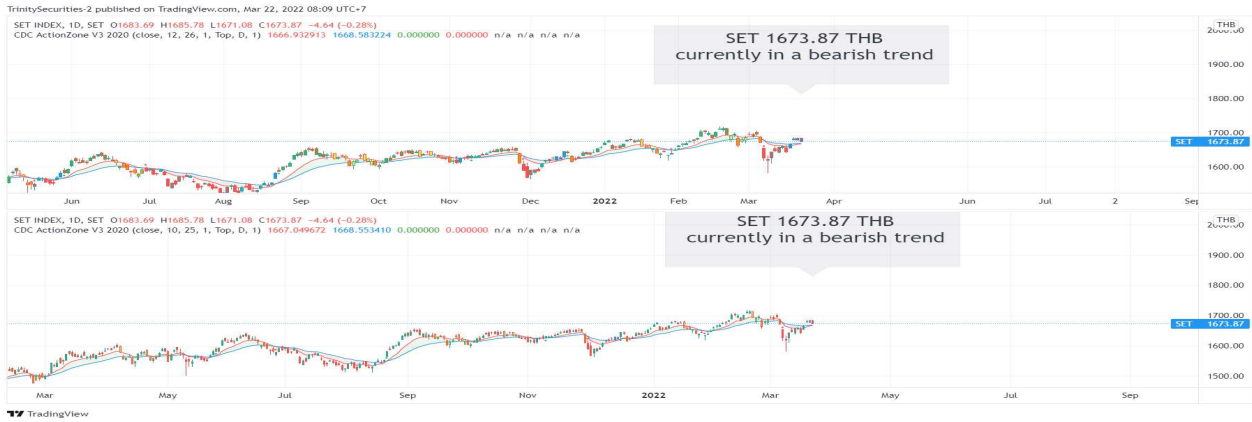 TrinitySecurities-2 published on TradingView.com, Mar 22, 2022 08:09 UTC+7
SET INDEX, 1D, SET O1683.69 H1685.78 L1671.08 C1673.87 −4.64 (−0.28%)
CDC ActionZone V3 2020 (close, 12, 26, 1, Top, D, 1) 1666.932913 1668.583224 0.000000 0.000000 n/a n/a n/a n/a
SET 1673.87 THB
currently in a bearish trend
THB
1900.00
1800.00
1700.00
SET 1673.87
1600.00
Jun Jul Aug Sep Oct Nov Dec 2022 Feb Mar Apr Jun Jul 2 Sep
SET INDEX, 1D, SET O1683.69 H1685.78 L1671.08 C1673.87 −4.64 (−0.28%)
CDC ActionZone V3 2020 (close, 10, 25, 1, Top, D, 1) 1667.049672 1668.553410 0.000000 0.000000 n/a n/a n/a n/a
SET 1673.87 THB
currently in a bearish trend
THB
1900.00
1800.00
1700.00
SET 1673.87
1600.00
1500.00
Mar May Jul Sep Nov 2022 Mar May Jul Sep
TradingView